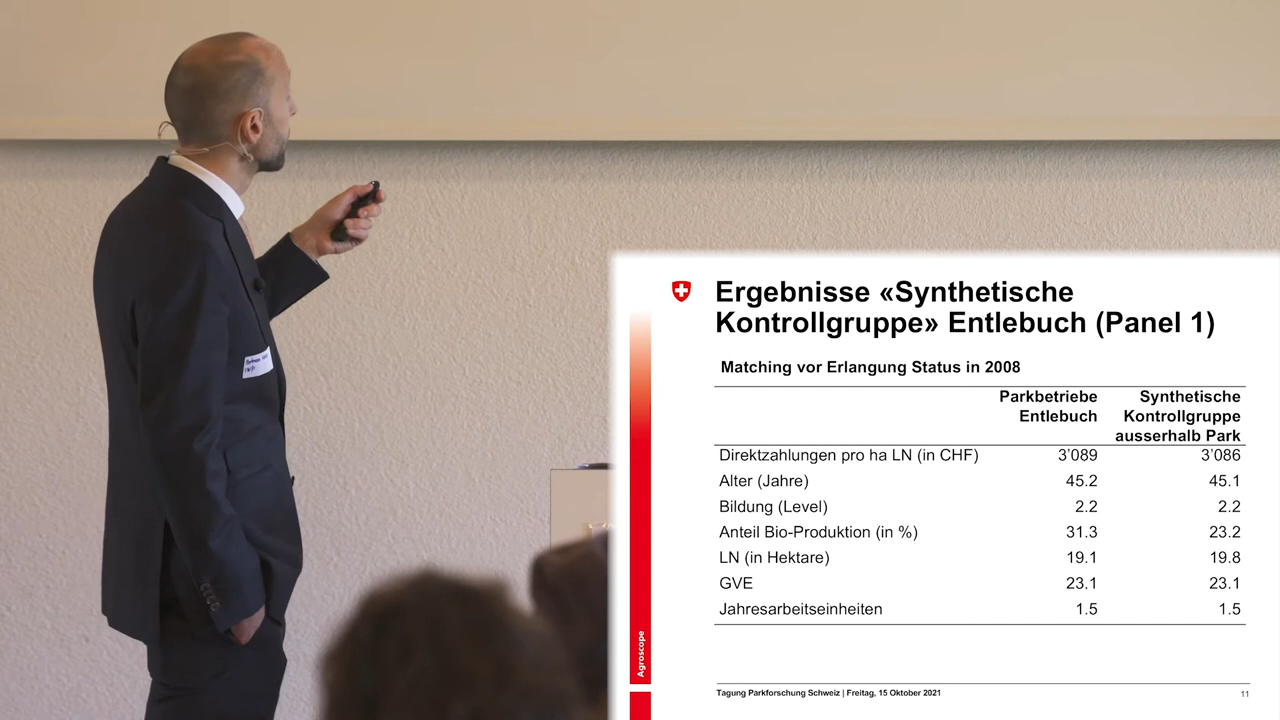 Ergebnisse «Synthetische
Kontrollgruppe» Entlebuch (Panel 1)
Matching vor Erlangung Status in 2008
Parkbetriebe Entlebuch Synthetische Kontrollgruppe ausserhalb Park
Direktzahlungen pro ha LN (in CHF) 3'089 3'086
Alter (Jahre) 45.2 45.1
Bildung (Level) 2.2 2.2
Anteil Bio-Produktion (in %) 31.3 23.2
LN (in Hektare) 19.1 19.8
GVE 23.1 23.1
Jahresarbeitseinheiten 1.5 1.5
Agroscope
Tagung Parkforschung Schweiz | Freitag, 15 Oktober 2021 11